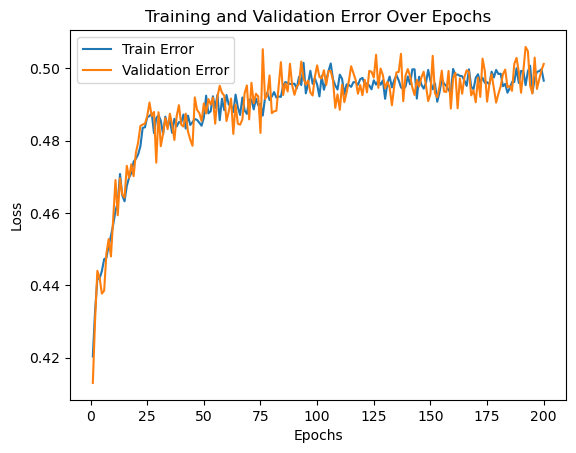 Training and Validation Error Over Epochs
Train Error
Validation Error
Loss
0.50
0.48
0.46
0.44
0.42
0 25 50 75 100 125 150 175 200
Epochs